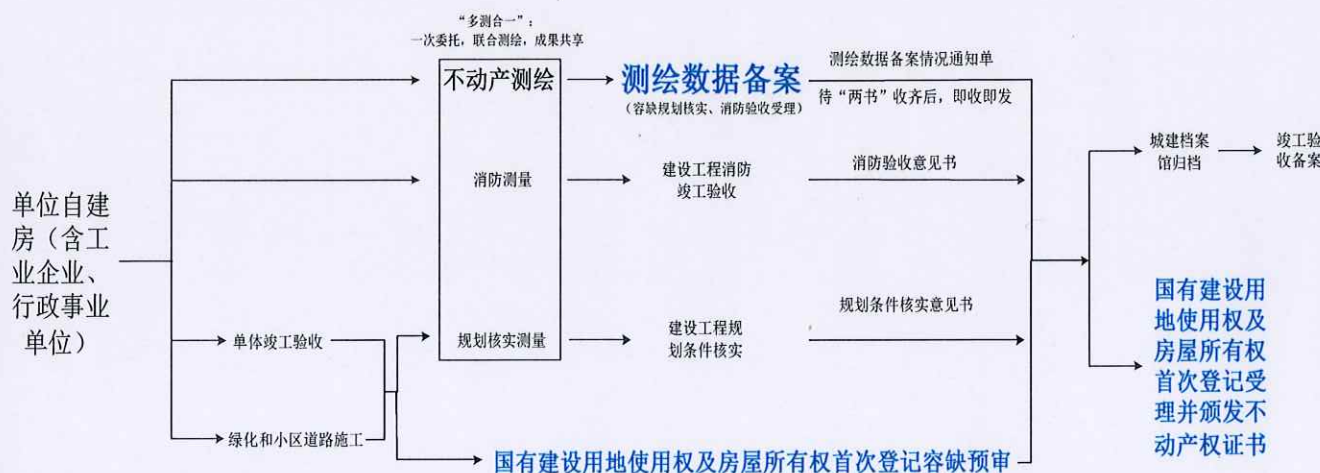 “多测合一”：
一次委托，联合测绘，成果共享
不动产测绘
测绘数据备案
（容缺规划核实、消防验收受理）
测绘数据备案情况通知单
待“两书”收齐后，即收即发
消防测量
建设工程消防
竣工验收
消防验收意见书
城建档案
馆归档
竣工验
收备案
单位自建
房（含工
业企业、
行政事业
单位）
单体竣工验收
规划核实测量
建设工程规
划条件核实
规划条件核实意见书
国有建设用
地使用权及
房屋所有权
首次登记受
理并颁发不
动产权证书
绿化和小区道路施工
国有建设用地使用权及房屋所有权首次登记容缺预审